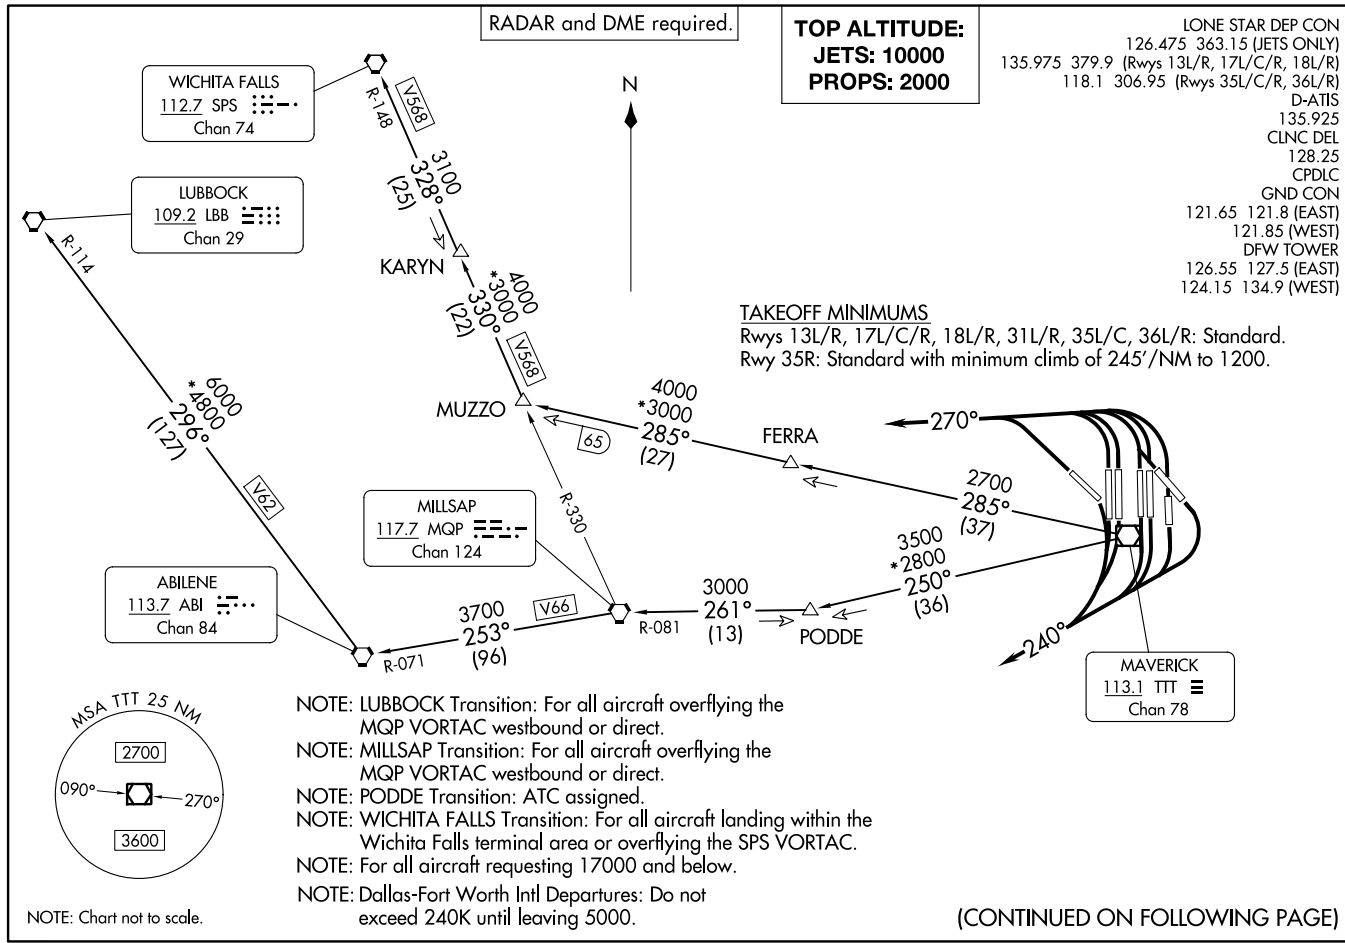 RADAR and DME required.
TOP ALTITUDE:
JETS: 10000
PROPS: 2000
LONE STAR DEP CON
126.475 363.15 (JETS ONLY)
135.975 379.9 (Rwys 13L/R, 17L/C/R, 18L/R)
118.1 306.95 (Rwys 35L/C/R, 36L/R)
D-ATIS
135.925
CLNC DEL
128.25
CPDLC
GND CON
121.65 121.8 (EAST)
121.85 (WEST)
DFW TOWER
126.55 127.5 (EAST)
124.15 134.9 (WEST)
WICHITA FALLS
112.7 SPS
Chan 74
R-148
V568
N
3100
328°
(25)
LUBBOCK
109.2 LBB
Chan 29
R-114
KARYN
4000
*3000
330°
(22)
V568
TAKEOFF MINIMUMS
Rwys 13L/R, 17L/C/R, 18L/R, 31L/R, 35L/C, 36L/R: Standard.
Rwy 35R: Standard with minimum climb of 245'/NM to 1200.
6000
*4800
296°
(127)
V62
MUZZO
65
4000
*3000
285°
(27)
FERRA
270°
2700
285°
(37)
MILLSAP
117.7 MQP
Chan 124
R-330
3500
*2800
250°
(36)
ABILENE
113.7 ABI
Chan 84
3700
253°
(96)
V66
R-071
R-081
3000
261°
(13)
PODDE
240°
MAVERICK
113.1 TTT
Chan 78
MSA TTT 25 NM
2700
090°
270°
3600
NOTE: LUBBOCK Transition: For all aircraft overflying the
MQP VORTAC westbound or direct.
NOTE: MILLSAP Transition: For all aircraft overflying the
MQP VORTAC westbound or direct.
NOTE: PODDE Transition: ATC assigned.
NOTE: WICHITA FALLS Transition: For all aircraft landing within the
Wichita Falls terminal area or overflying the SPS VORTAC.
NOTE: For all aircraft requesting 17000 and below.
NOTE: Dallas-Fort Worth Intl Departures: Do not
exceed 240K until leaving 5000.
NOTE: Chart not to scale.
(CONTINUED ON FOLLOWING PAGE)